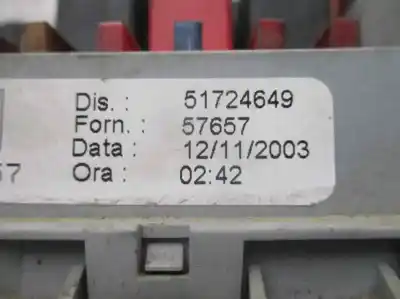 Dis. : 51724649
Forn. : 57657
Data : 12/11/2003
Ora : 02:42